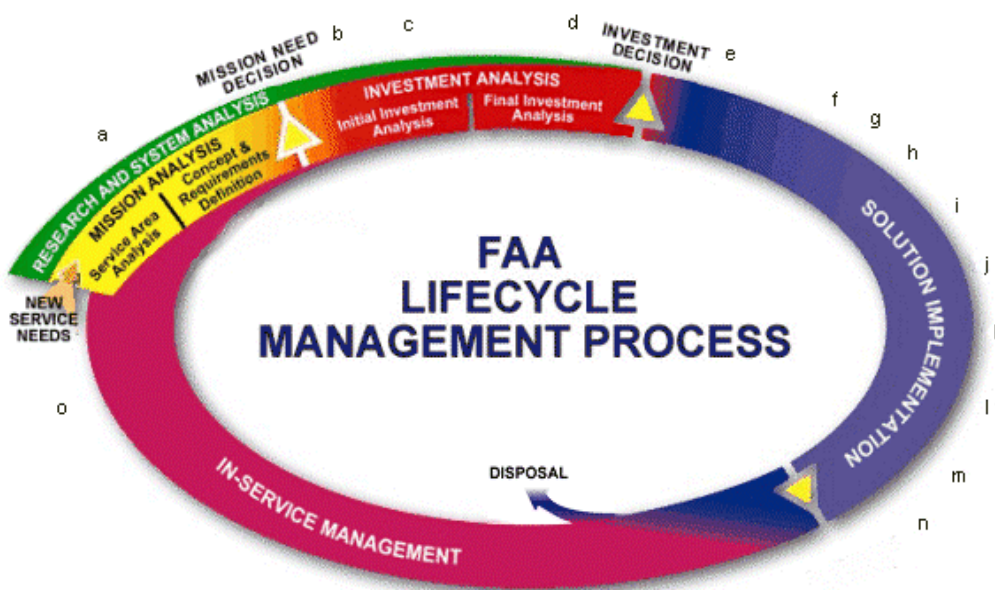 a
b
c
d
e
f
g
h
i
j
l
m
n
o
MISSION NEED
DECISION
INVESTMENT
DECISION
RESEARCH AND SYSTEM ANALYSIS
MISSION ANALYSIS
Service Area
Analysis
Concept &
Requirements
Definition
INVESTMENT ANALYSIS
Initial Investment
Analysis
Final Investment
Analysis
SOLUTION IMPLEMENTATION
NEW
SERVICE
NEEDS
FAA
LIFECYCLE
MANAGEMENT PROCESS
DISPOSAL
IN-SERVICE MANAGEMENT